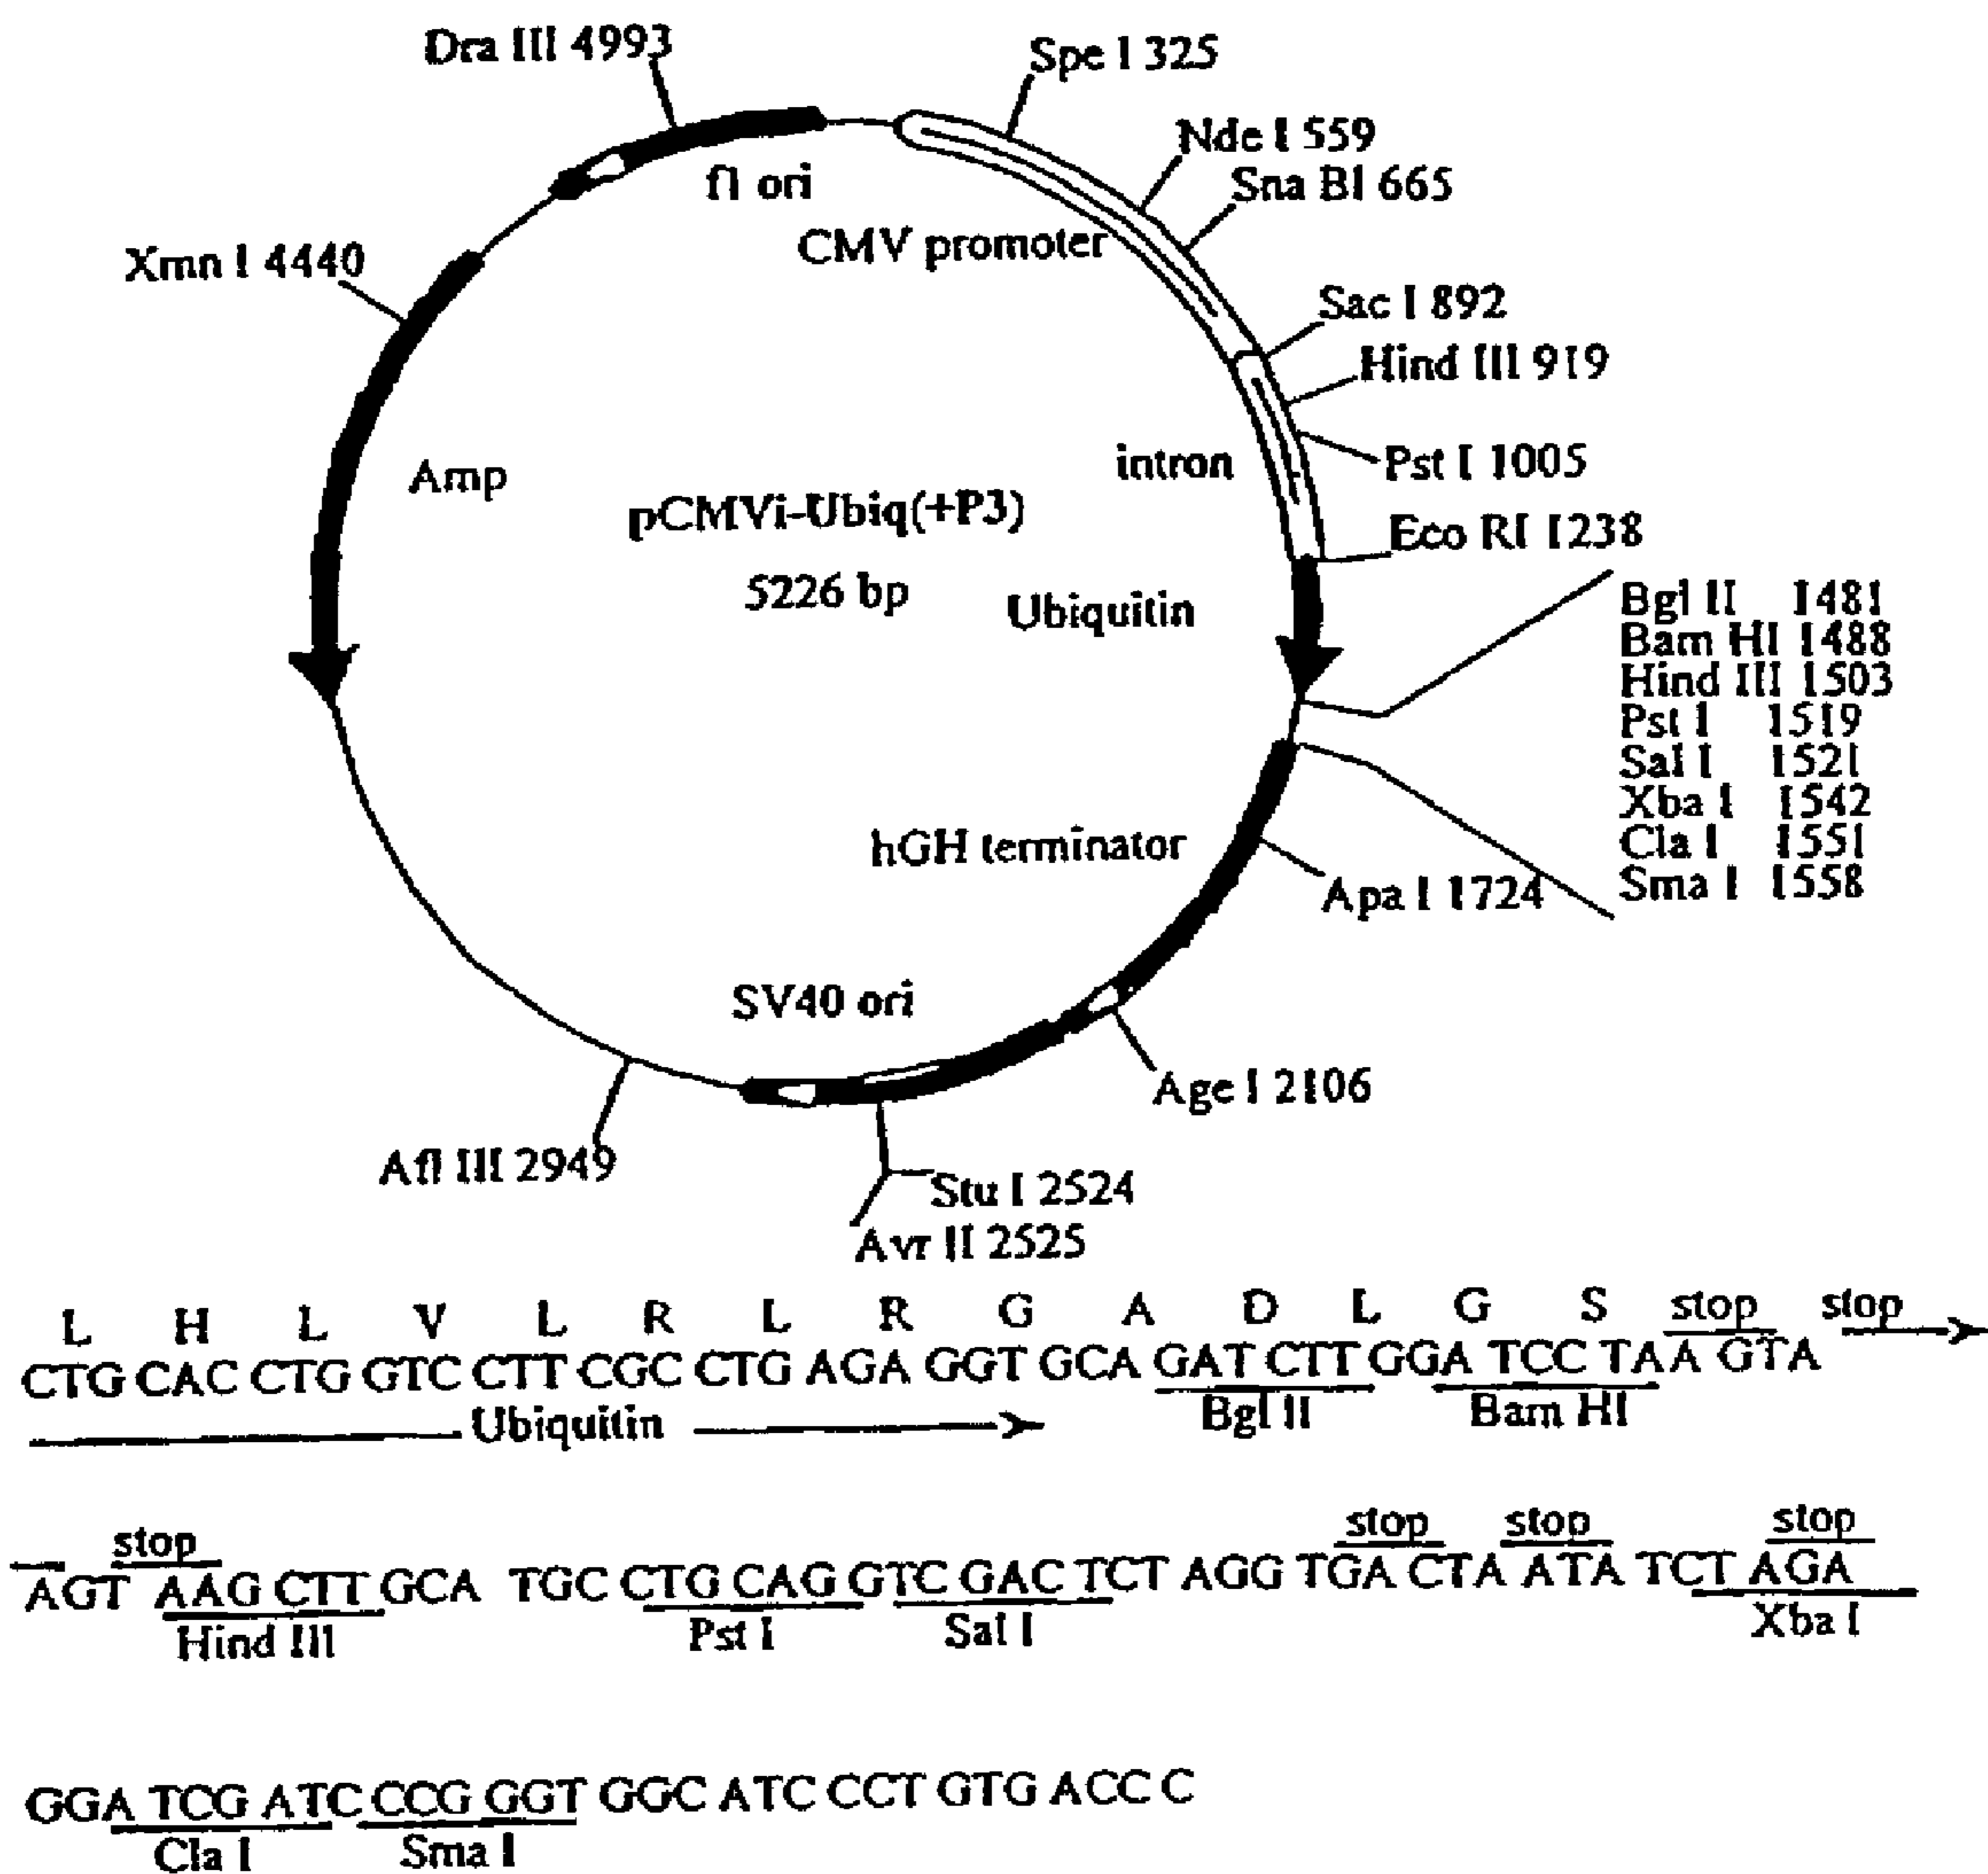 Dra III 4993
Spe I 325
Nde I 559
Sna BI 665
f1 ori
CMV promoter
Xmn I 4440
Sac I 892
Hind III 919
intron
Pst I 1005
Amp
pCMVi-Ubiq(+P3)
Eco RI 1238
5226 bp
Ubiquitin
Bgl II 1481
Bam HI 1488
Hind III 1503
Pst I 1519
Sal I 1521
Xba I 1542
Cla I 1551
Sma I 1558
hGH terminator
Apa I 1724
SV40 ori
Age I 2106
Afl III 2949
Stu I 2524
Avr II 2525
L H L V L R L R G A D L G S stop stop
CTG CAC CTG GTC CTT CGC CTG AGA GGT GCA GAT CTT GGA TCC TAA GTA
Ubiquitin Bgl II Bam HI
stop stop stop stop
AGT AAG CTT GCA TGC CTG CAG GTC GAC TCT AGG TGA CTA ATA TCT AGA
Hind III Pst I Sal I Xba I
GGA TCG ATC CCG GGT GGC ATC CCT GTG ACC C
Cla I Sma I